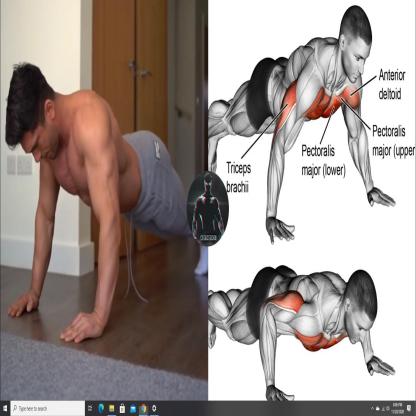 Anterior
deltoid
Pectoralis
major (upper
Pectoralis
major (lower)
Triceps
brachii
Type here to search